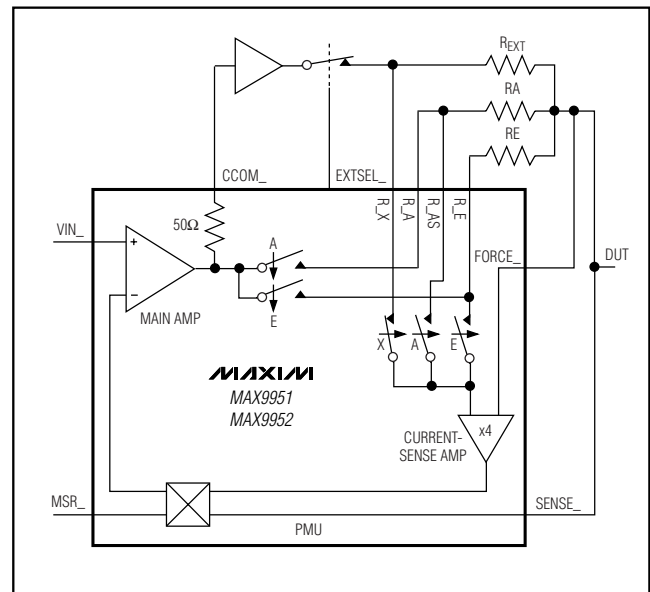 R_EXT
RA
RE
CCOM_
EXTSEL_
R_X
R_A
R_AS
R_E
50Ω
VIN_
A
+
FORCE_
DUT
−
E
MAIN AMP
X
A
E
MAXIM
MAX9951
MAX9952
x4
CURRENT-
SENSE AMP
MSR_
SENSE_
PMU